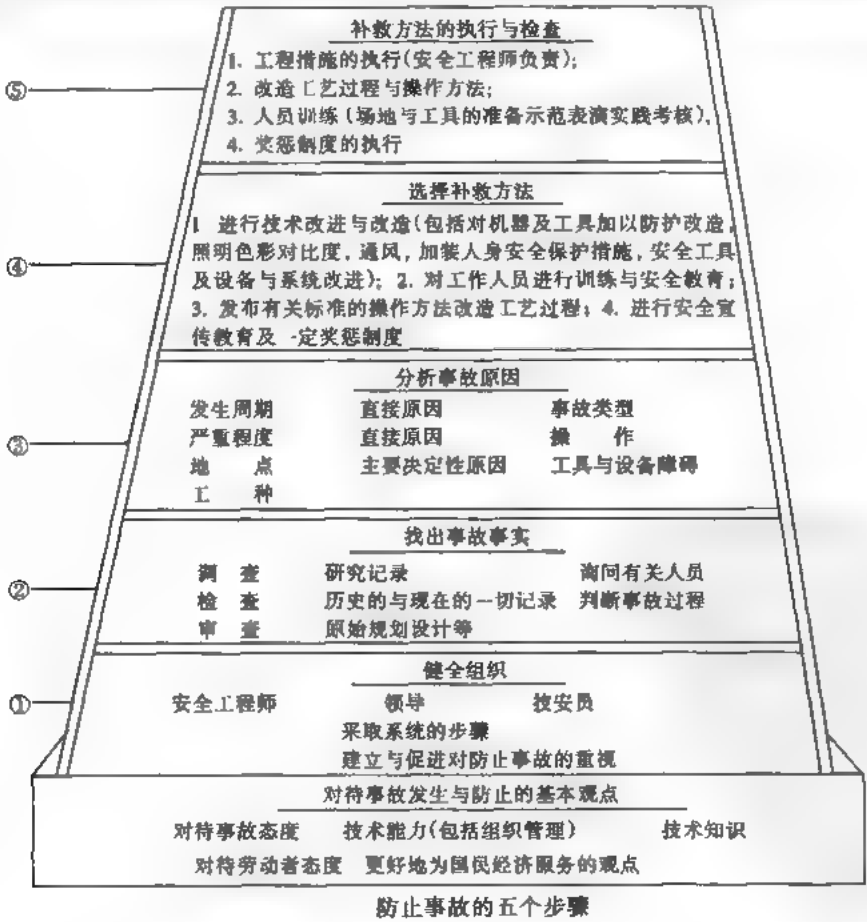 补救方法的执行与检查
1. 工程措施的执行(安全工程师负责);
2. 改造工艺过程与操作方法;
3. 人员训练(场地与工具的准备示范表演实践考核),
4. 奖惩制度的执行
⑤
选择补救方法
1 进行技术改进与改造(包括对机器及工具加以防护改造,
照明色彩对比度, 通风, 加装人身安全保护措施, 安全工具
④
及设备与系统改进); 2. 对工作人员进行训练与安全教育;
3. 发布有关标准的操作方法改造工艺过程; 4. 进行安全宣
传教育及一定奖惩制度
分析事故原因
发生周期 直接原因 事故类型
③
严重程度 直接原因 操 作
地 点 主要决定性原因 工具与设备障碍
工 种
找出事故事实
调 查 研究记录 询问有关人员
②
检 查 历史的与现在的一切记录 判断事故过程
审 查 原始规划设计等
健全组织
①
安全工程师 领导 技安员
采取系统的步骤
建立与促进对防止事故的重视
对待事故发生与防止的基本观点
对待事故态度 技术能力(包括组织管理) 技术知识
对待劳动者态度 更好地为国民经济服务的观点
防止事故的五个步骤